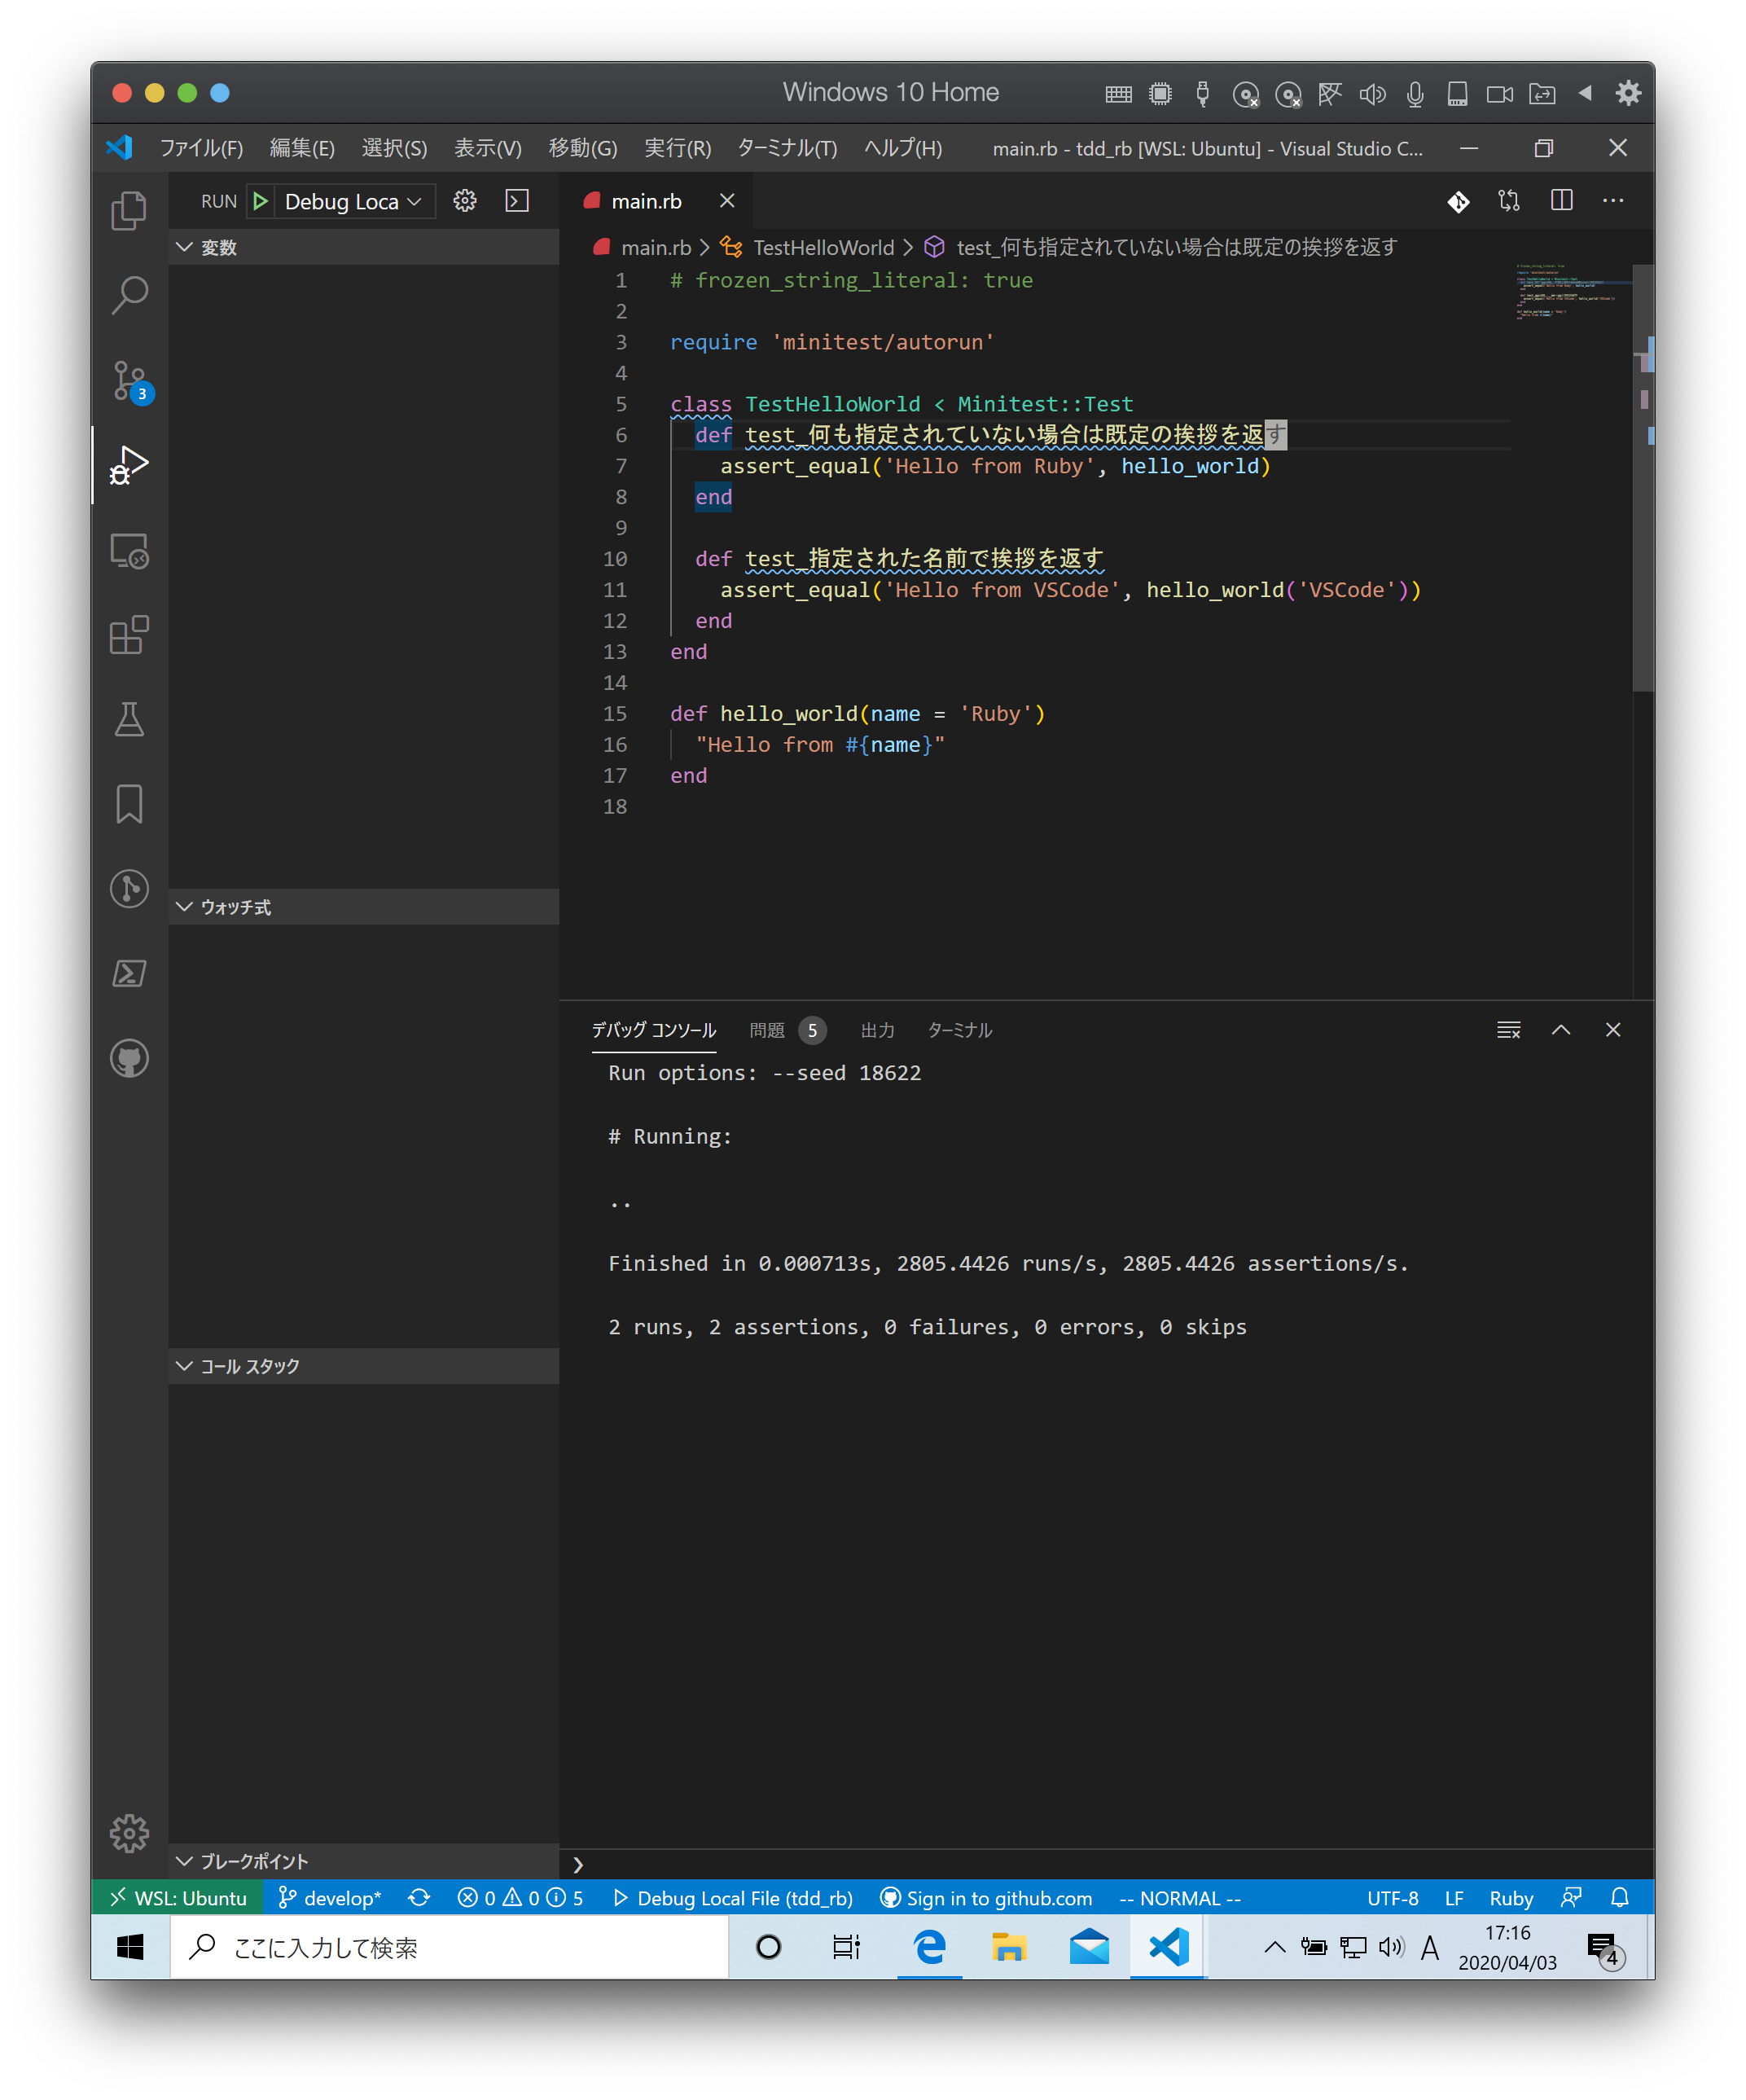 Windows 10 Home
ファイル(F) 編集(E) 選択(S) 表示(V) 移動(G) 実行(R) ターミナル(T) ヘルプ(H) main.rb - tdd_rb [WSL: Ubuntu] - Visual Studio C...
RUN Debug Loca
変数
ウォッチ式
コール スタック
ブレークポイント
3
main.rb
main.rb TestHelloWorld test_何も指定されていない場合は既定の挨拶を返す
1 # frozen_string_literal: true
2
3 require 'minitest/autorun'
4
5 class TestHelloWorld < Minitest::Test
6 def test_何も指定されていない場合は既定の挨拶を返す
7 assert_equal('Hello from Ruby', hello_world)
8 end
9
10 def test_指定された名前で挨拶を返す
11 assert_equal('Hello from VSCode', hello_world('VSCode'))
12 end
13 end
14
15 def hello_world(name = 'Ruby')
16 "Hello from #{name}"
17 end
18
デバッグ コンソール 問題 5 出力 ターミナル
Run options: --seed 18622
# Running:
..
Finished in 0.000713s, 2805.4426 runs/s, 2805.4426 assertions/s.
2 runs, 2 assertions, 0 failures, 0 errors, 0 skips
WSL: Ubuntu develop* 0 0 5 Debug Local File (tdd_rb) Sign in to github.com -- NORMAL -- UTF-8 LF Ruby
ここに入力して検索
A
17:16
2020/04/03
4